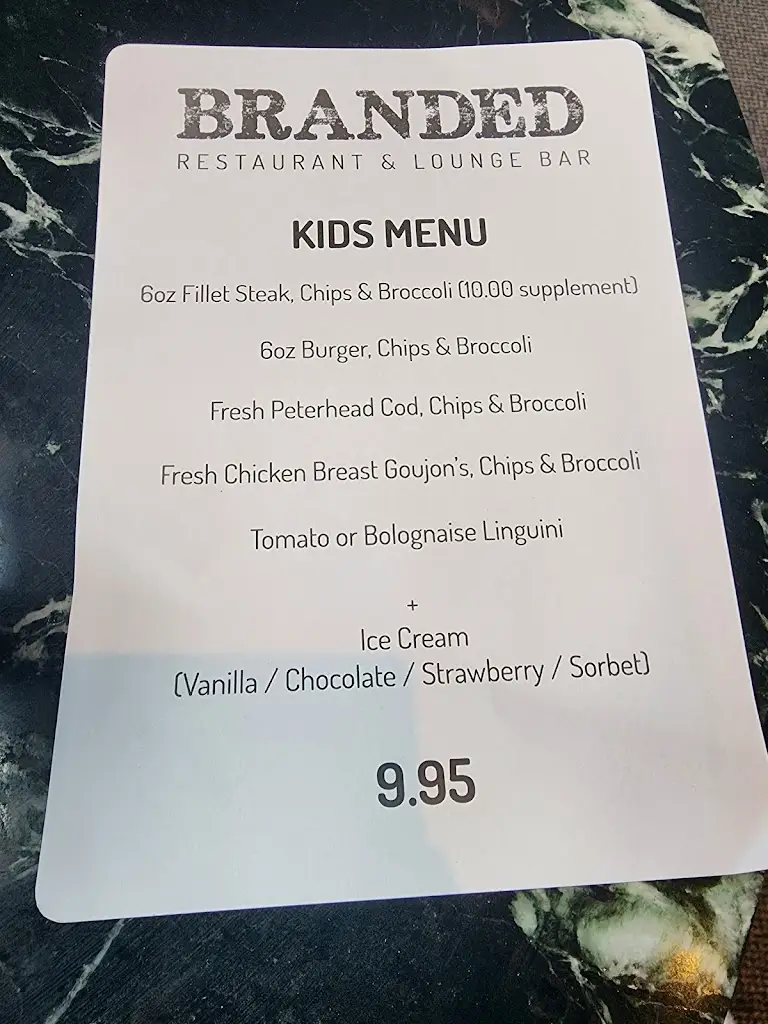 BRANDED
RESTAURANT & LOUNGE BAR
KIDS MENU
6oz Fillet Steak, Chips & Broccoli (10.00 supplement)
6oz Burger, Chips & Broccoli
Fresh Peterhead Cod, Chips & Broccoli
Fresh Chicken Breast Goujon's, Chips & Broccoli
Tomato or Bolognaise Linguini
+
Ice Cream
(Vanilla / Chocolate / Strawberry / Sorbet)
9.95